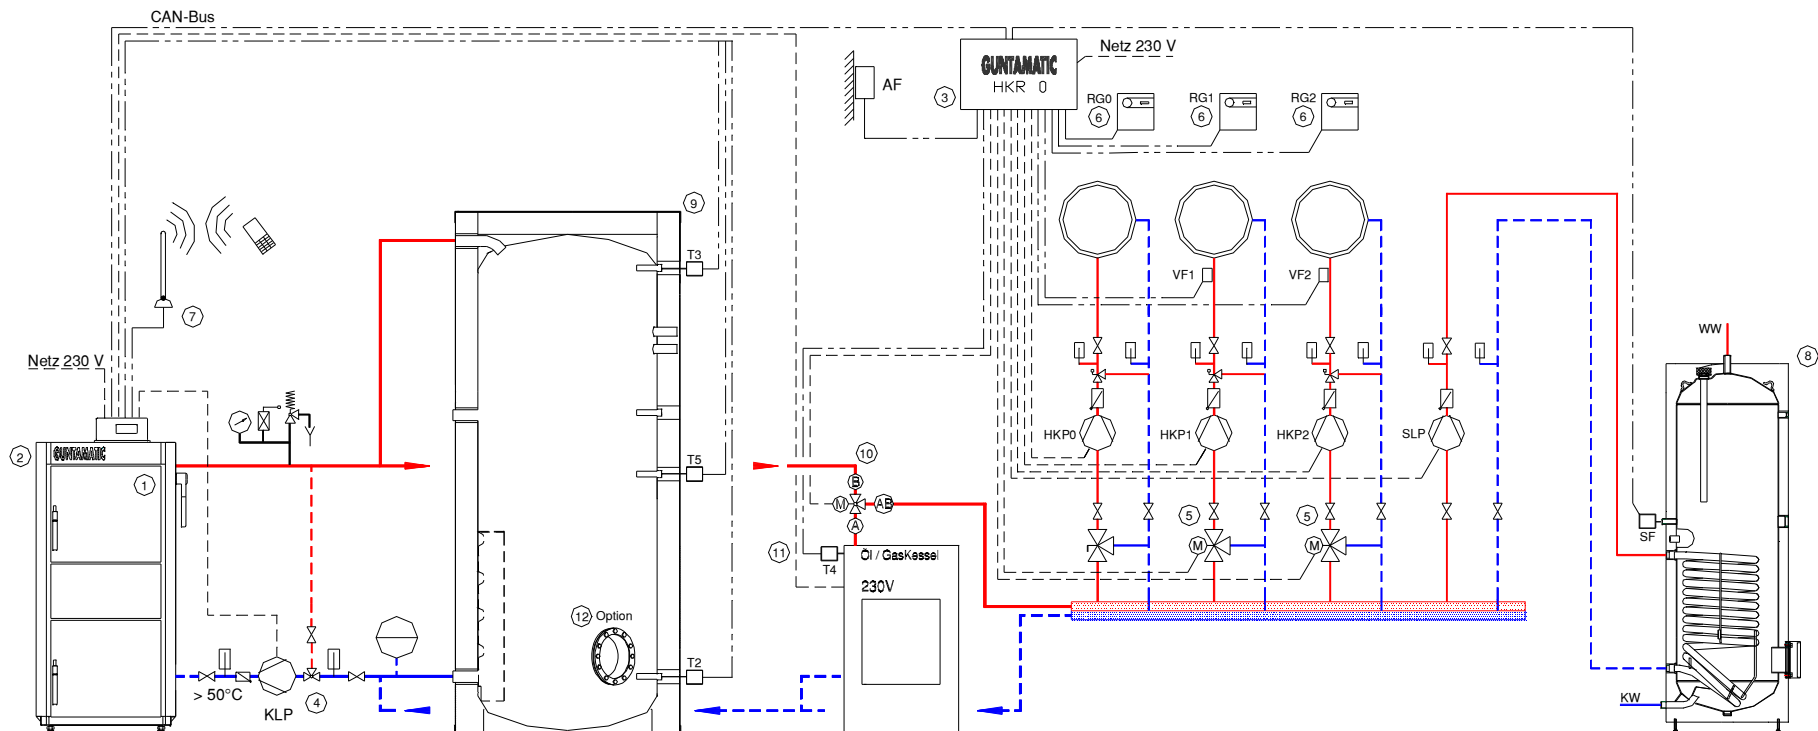 CAN-Bus
Netz 230 V
GUNTAMATIC
HKR 0
AF
3
RG0
6
RG1
6
RG2
6
9
T3
7
VF1
VF2
WW
8
Netz 230 V
HKP0
HKP1
HKP2
SLP
2
GUNTAMATIC
1
T5
10
B
M
AB
A
5
5
SF
11
T4
Öl / GasKessel
M
M
230V
12
Option
T2
> 50°C
4
KLP
KW